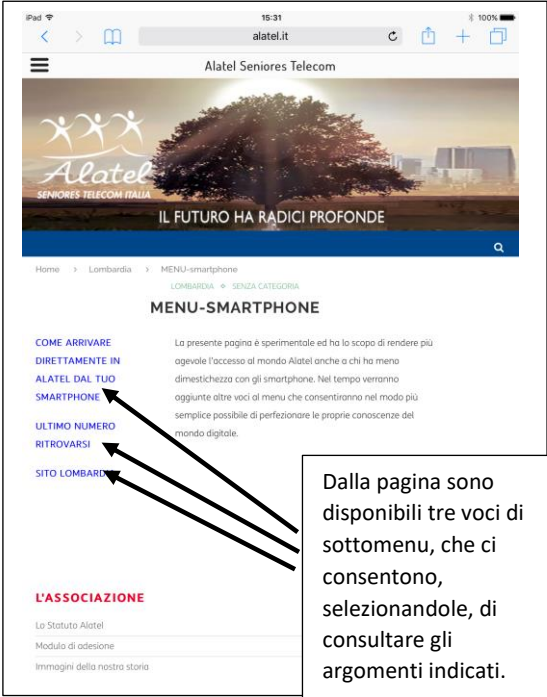 iPad 15:31 100%
alatel.it
Alatel Seniores Telecom
Alatel
SENIORES TELECOM ITALIA
IL FUTURO HA RADICI PROFONDE
Home > Lombardia > MENU-smartphone
LOMBARDIA SENZA CATEGORIA
MENU-SMARTPHONE
COME ARRIVARE
DIRETTAMENTE IN
ALATEL DAL TUO
SMARTPHONE
ULTIMO NUMERO
RITROVARSI
SITO LOMBARDIA
La presente pagina è sperimentale ed ha lo scopo di rendere più
agevole l'accesso al mondo Alatel anche a chi ha meno
dimestichezza con gli smartphone. Nel tempo verranno
aggiunte altre voci al menu che consentiranno nel modo più
semplice possibile di perfezionare le proprie conoscenze del
mondo digitale.
Dalla pagina sono
disponibili tre voci di
sottomenu, che ci
consentono,
selezionandole, di
consultare gli
argomenti indicati.
L'ASSOCIAZIONE
Lo Statuto Alatel
Modulo di adesione
Immagini della nostra storia